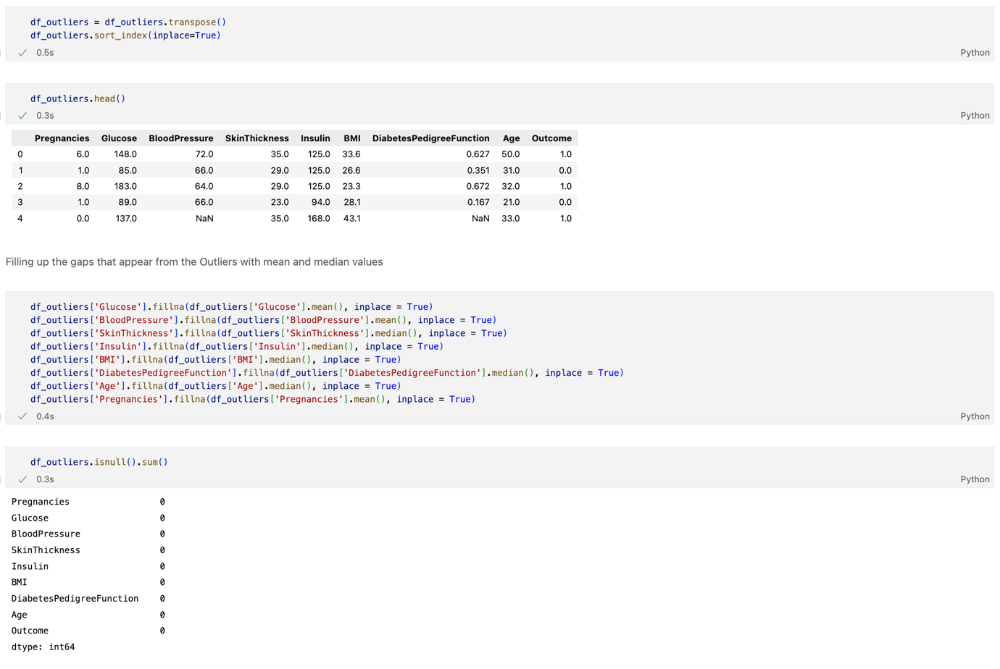 df_outliers = df_outliers.transpose()
df_outliers.sort_index(inplace=True)
0.5s Python
df_outliers.head()
0.3s Python
Pregnancies Glucose BloodPressure SkinThickness Insulin BMI DiabetesPedigreeFunction Age Outcome
0 6.0 148.0 72.0 35.0 125.0 33.6 0.627 50.0 1.0
1 1.0 85.0 66.0 29.0 125.0 26.6 0.351 31.0 0.0
2 8.0 183.0 64.0 29.0 125.0 23.3 0.672 32.0 1.0
3 1.0 89.0 66.0 23.0 94.0 28.1 0.167 21.0 0.0
4 0.0 137.0 NaN 35.0 168.0 43.1 NaN 33.0 1.0
Filling up the gaps that appear from the Outliers with mean and median values
df_outliers['Glucose'].fillna(df_outliers['Glucose'].mean(), inplace = True)
df_outliers['BloodPressure'].fillna(df_outliers['BloodPressure'].mean(), inplace = True)
df_outliers['SkinThickness'].fillna(df_outliers['SkinThickness'].median(), inplace = True)
df_outliers['Insulin'].fillna(df_outliers['Insulin'].median(), inplace = True)
df_outliers['BMI'].fillna(df_outliers['BMI'].median(), inplace = True)
df_outliers['DiabetesPedigreeFunction'].fillna(df_outliers['DiabetesPedigreeFunction'].median(), inplace = True)
df_outliers['Age'].fillna(df_outliers['Age'].median(), inplace = True)
df_outliers['Pregnancies'].fillna(df_outliers['Pregnancies'].mean(), inplace = True)
0.4s Python
df_outliers.isnull().sum()
0.3s Python
Pregnancies 0
Glucose 0
BloodPressure 0
SkinThickness 0
Insulin 0
BMI 0
DiabetesPedigreeFunction 0
Age 0
Outcome 0
dtype: int64